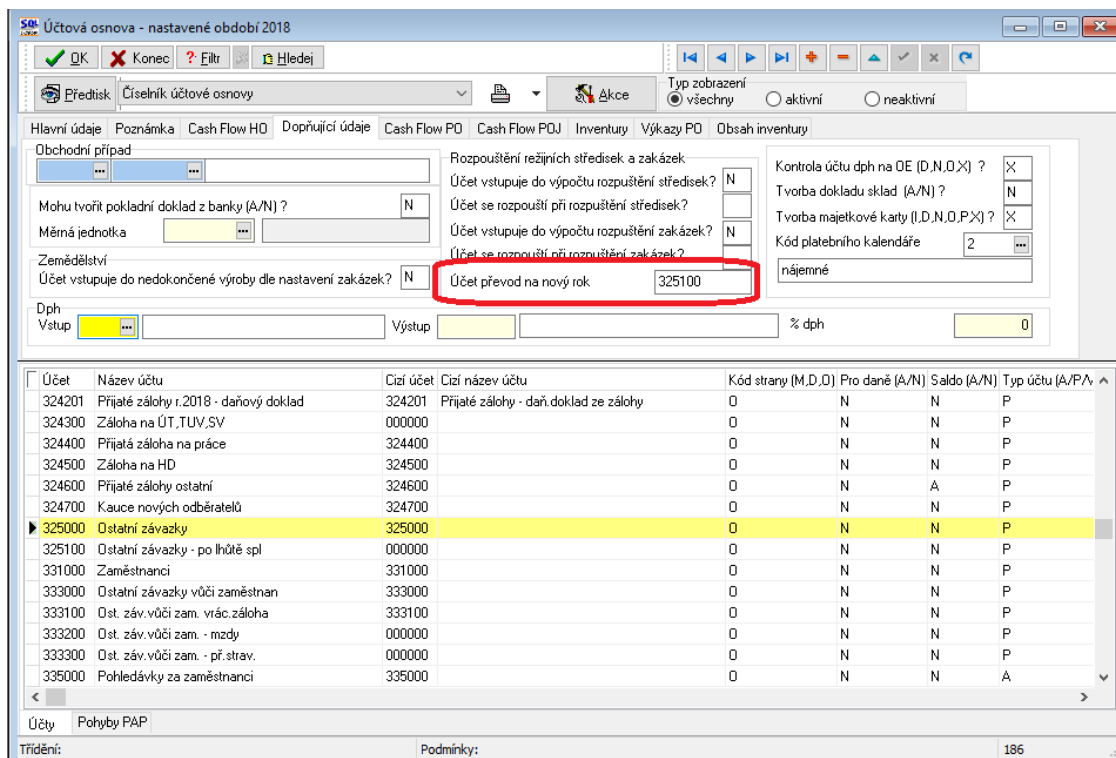 SQL Účtová osnova - nastavené období 2018
OK Konec Filtr Hledej
Předtisk Číselník účtové osnovy Akce
Typ zobrazení
všechny aktivní neaktivní
Hlavní údaje Poznámka Cash Flow HO Dopňující údaje Cash Flow PO Cash Flow POJ Inventury Výkazy PO Obsah inventury
Obchodní případ
Mohu tvořit pokladní doklad z banky (A/N) ? N
Měrná jednotka
Zemědělství
Účet vstupuje do nedokončené výroby dle nastavení zakázek? N
Rozpouštění režijních středisek a zakázek
Účet vstupuje do výpočtu rozpuštění středisek? N
Účet se rozpouští při rozpuštění středisek?
Účet vstupuje do výpočtu rozpuštění zakázek? N
Účet se rozpouští při rozpuštění zakázek?
Účet převod na nový rok 325100
Kontrola účtu dph na OE (D,N,O,X) ? X
Tvorba dokladu sklad (A/N) ? N
Tvorba majetkové karty (I,D,N,O,P,X) ? X
Kód platebního kalendáře 2
nájemné
Dph
Vstup Výstup % dph 0
Účet Název účtu Cizí účet Cizí název účtu Kód strany (M,D,O) Pro daně (A/N) Saldo (A/N) Typ účtu (A/P/V
324201 Přijaté zálohy r.2018 - daňový doklad 324201 Přijaté zálohy - daň.doklad ze zálohy O N N P
324300 Záloha na ÚT,TUV,SV 000000 O N N P
324400 Přijatá záloha na práce 324400 O N N P
324500 Záloha na HD 324500 O N N P
324600 Přijaté zálohy ostatní 324600 O N A P
324700 Kauce nových odběratelů 324700 O N N P
325000 Ostatní závazky 325000 O N N P
325100 Ostatní závazky - po lhůtě spl 000000 O N N P
331000 Zaměstnanci 331000 O N N P
333000 Ostatní závazky vůči zaměstnan 333000 O N N P
333100 Ost. záv.vůči zam. vrác.záloha 333100 O N N P
333200 Ost. záv.vůči zam. - mzdy 000000 O N N P
333300 Ost. záv.vůči zam. - př.strav. 000000 O N N P
335000 Pohledávky za zaměstnanci 335000 O N N A
Účty Pohyby PAP
Třídění: Podmínky: 186